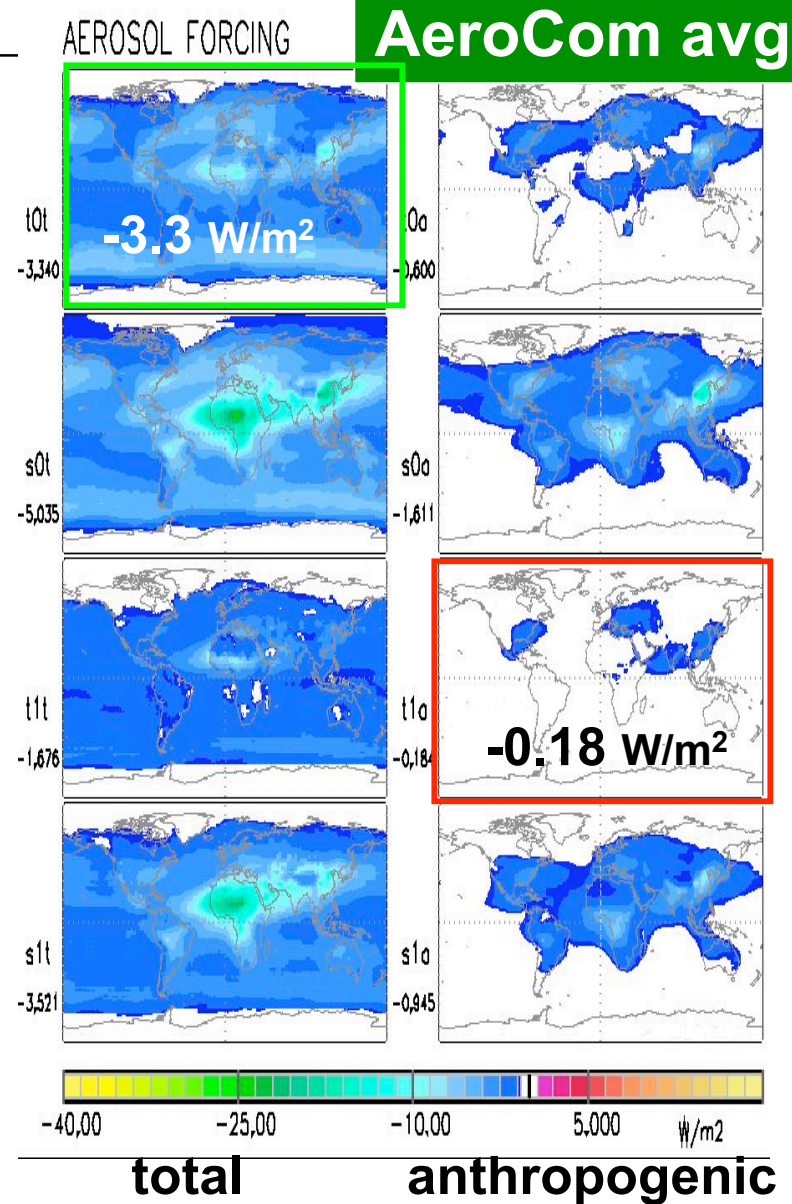 AEROSOL FORCING
AeroCom avg
t0t
-3.3 W/m²
-3,340
t0a
-0,600
s0t
-5,035
s0a
-1,611
t1t
-1,676
t1a
-0.18 W/m²
-0,184
s1t
-3,521
s1a
-0,945
-40,00 -25,00 -10,00 5,000 W/m2
total anthropogenic